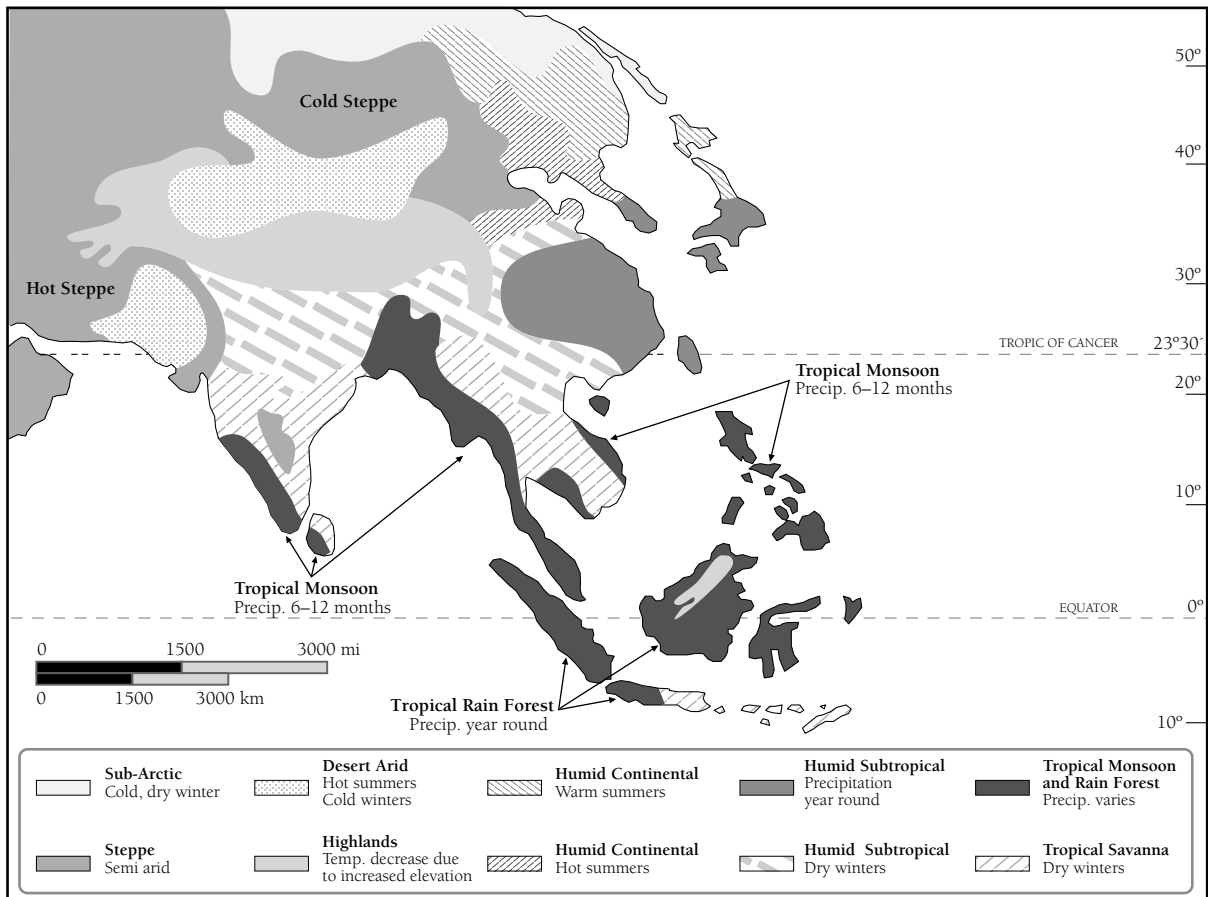 50º
Cold Steppe
40º
Hot Steppe
30º
TROPIC OF CANCER 23º30´
Tropical Monsoon
Precip. 6–12 months
20º
10º
Tropical Monsoon
Precip. 6–12 months
EQUATOR 0º
0 1500 3000 mi
0 1500 3000 km
Tropical Rain Forest
Precip. year round
10º
Sub-Arctic
Cold, dry winter
Desert Arid
Hot summers
Cold winters
Humid Continental
Warm summers
Humid Subtropical
Precipitation
year round
Tropical Monsoon
and Rain Forest
Precip. varies
Steppe
Semi arid
Highlands
Temp. decrease due
to increased elevation
Humid Continental
Hot summers
Humid Subtropical
Dry winters
Tropical Savanna
Dry winters